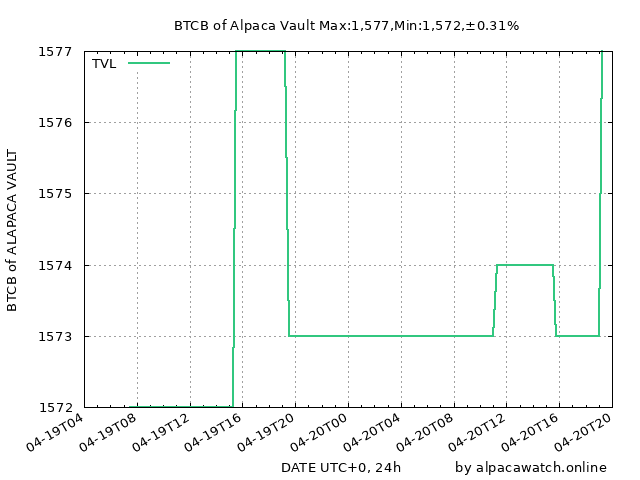 BTCB of Alpaca Vault Max:1,577,Min:1,572,±0.31%
TVL
1577
1576
1575
1574
1573
1572
BTCB of ALAPACA VAULT
04-19T04
04-19T08
04-19T12
04-19T16
04-19T20
04-20T00
04-20T04
04-20T08
04-20T12
04-20T16
04-20T20
DATE UTC+0, 24h
by alpacawatch.online